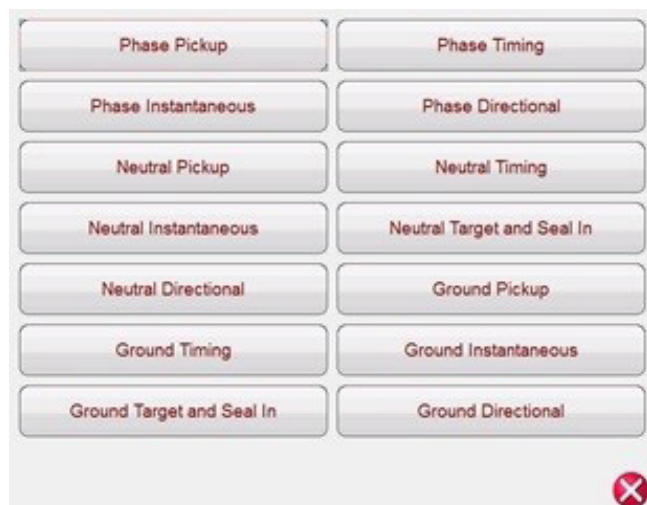 Phase Pickup
Phase Timing
Phase Instantaneous
Phase Directional
Neutral Pickup
Neutral Timing
Neutral Instantaneous
Neutral Target and Seal In
Neutral Directional
Ground Pickup
Ground Timing
Ground Instantaneous
Ground Target and Seal In
Ground Directional